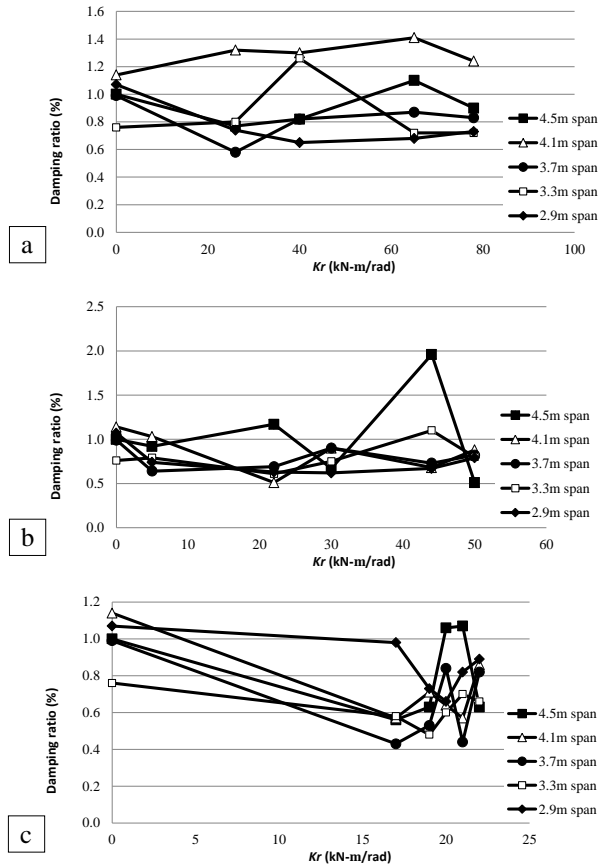 1.6
1.4
1.2
1.0
0.8
0.6
0.4
0.2
0.0
Damping ratio (%)
0 20 40 60 80 100
Kr (kN-m/rad)
4.5m span
4.1m span
3.7m span
3.3m span
2.9m span
a
2.5
2.0
1.5
1.0
0.5
0.0
Damping ratio (%)
0 10 20 30 40 50 60
Kr (kN-m/rad)
4.5m span
4.1m span
3.7m span
3.3m span
2.9m span
b
1.2
1.0
0.8
0.6
0.4
0.2
0.0
Damping ratio (%)
0 5 10 15 20 25
Kr (kN-m/rad)
4.5m span
4.1m span
3.7m span
3.3m span
2.9m span
c